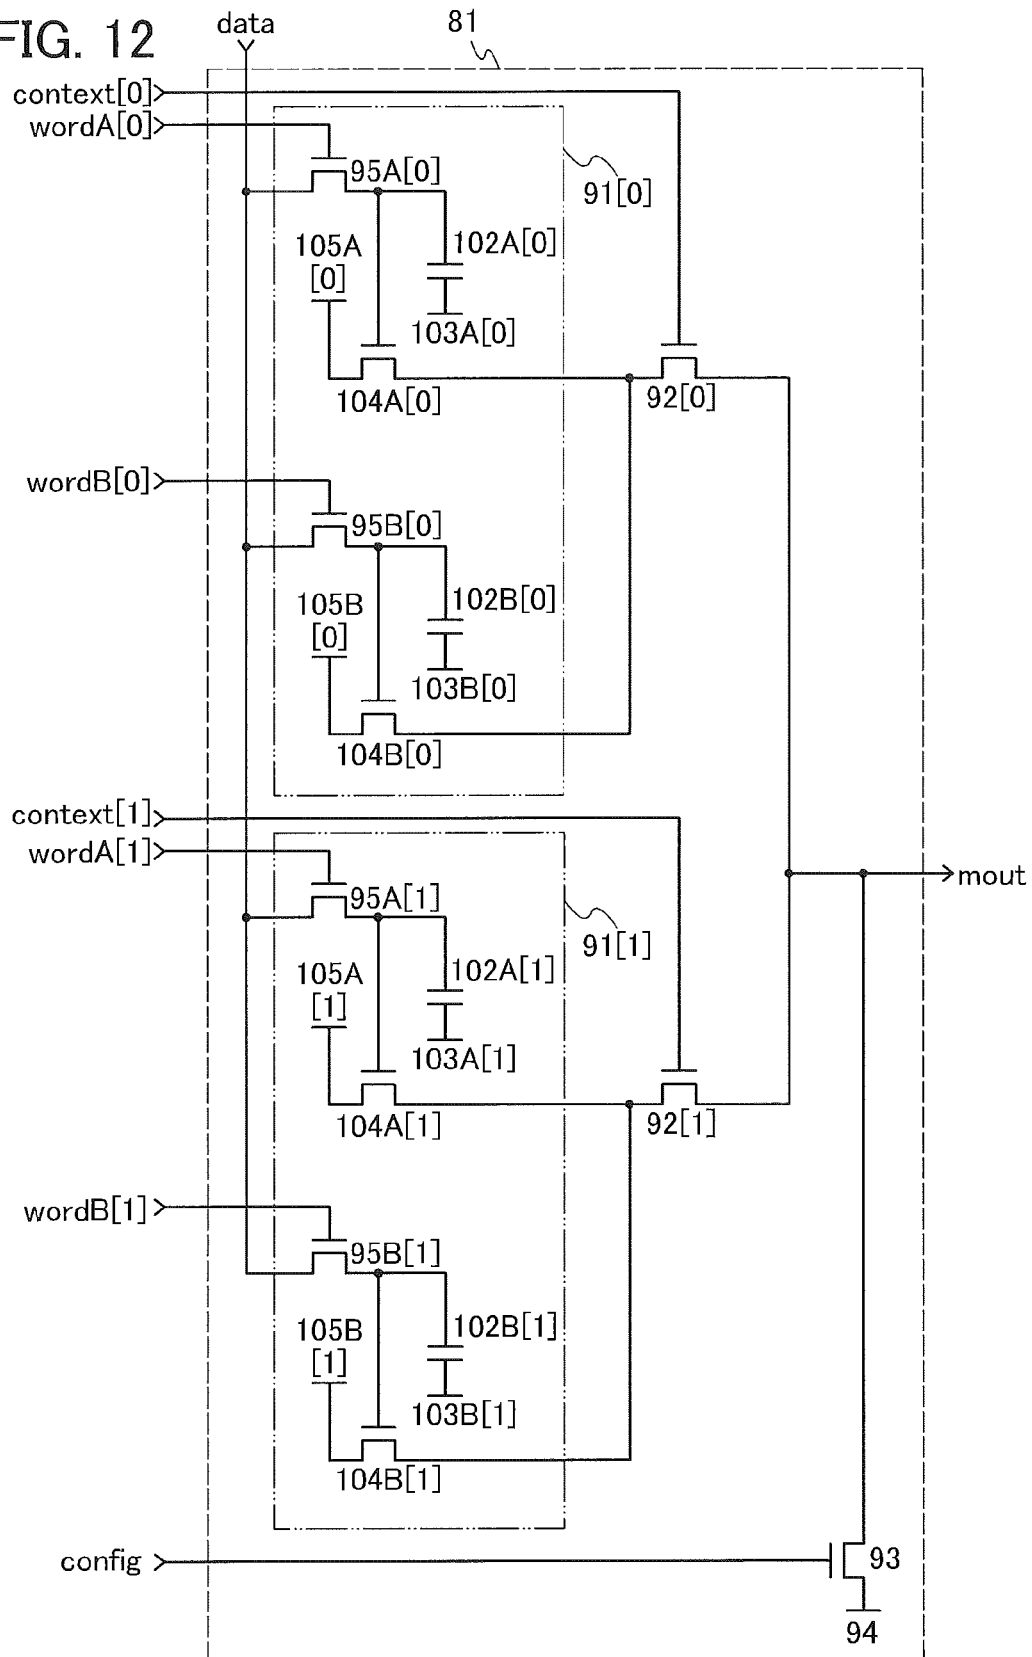 FIG. 12
data
81
context[0]
wordA[0]
95A[0]
91[0]
105A
[0]
102A[0]
103A[0]
104A[0]
92[0]
wordB[0]
95B[0]
105B
[0]
102B[0]
103B[0]
104B[0]
context[1]
wordA[1]
95A[1]
mout
91[1]
105A
[1]
102A[1]
103A[1]
104A[1]
92[1]
wordB[1]
95B[1]
105B
[1]
102B[1]
103B[1]
104B[1]
config
93
94